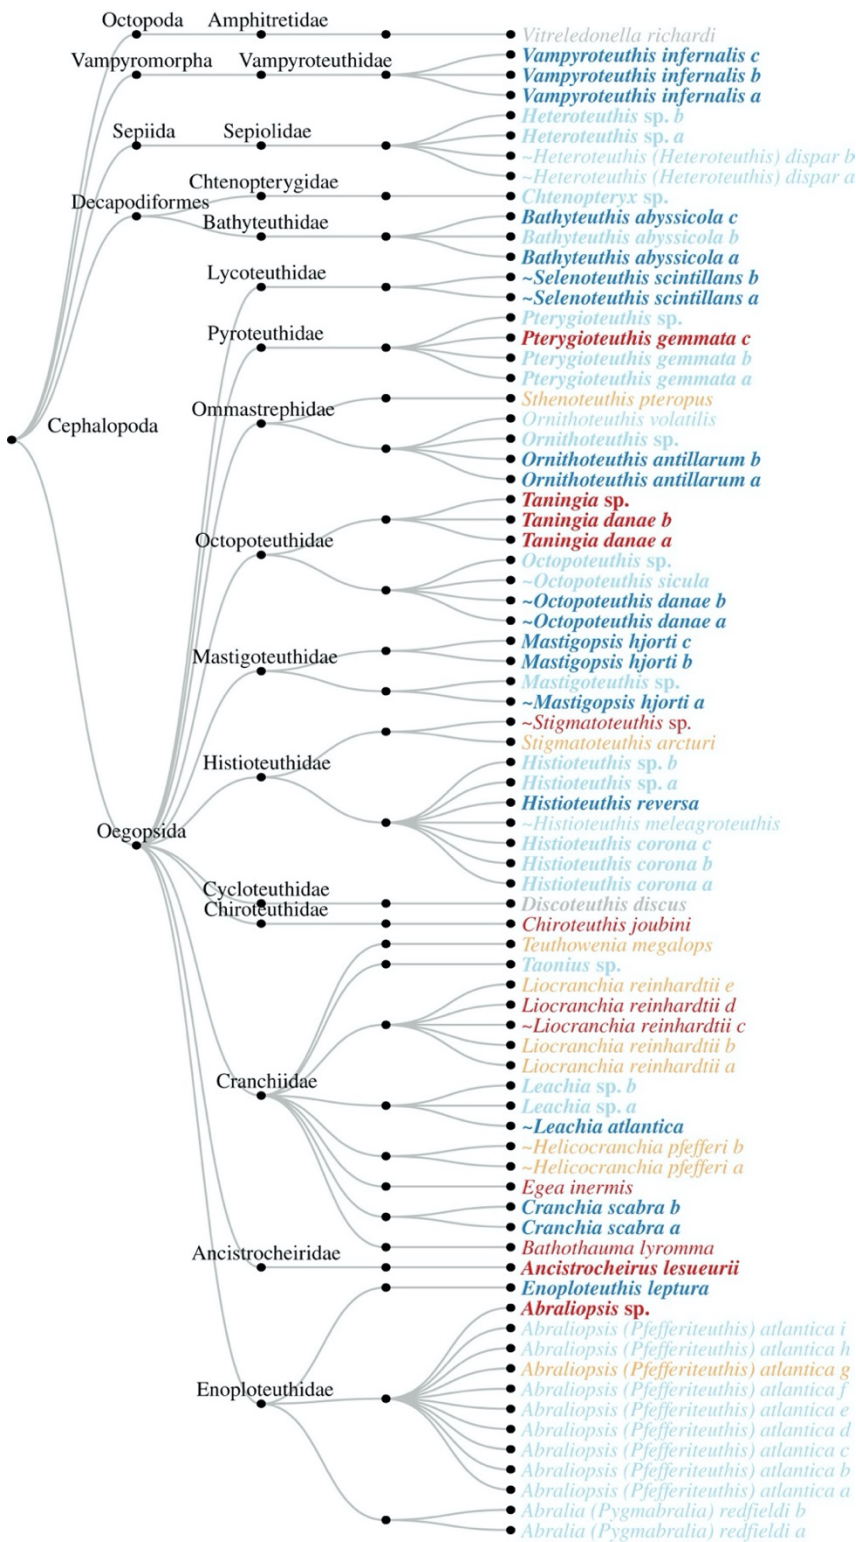 Octopoda Amphitretidae
Vitreledonella richardi
Vampyromorpha Vampyroteuthidae
Vampyroteuthis infernalis c
Vampyroteuthis infernalis b
Vampyroteuthis infernalis a
Sepiida Sepiolidae
Heteroteuthis sp. b
Heteroteuthis sp. a
~Heteroteuthis (Heteroteuthis) dispar b
~Heteroteuthis (Heteroteuthis) dispar a
Decapodiformes
Chtenopterygidae
Chtenopteryx sp.
Bathyteuthidae
Bathyteuthis abyssicola c
Bathyteuthis abyssicola b
Bathyteuthis abyssicola a
Cephalopoda
Oegopsida
Lycoteuthidae
~Selenoteuthis scintillans b
~Selenoteuthis scintillans a
Pyroteuthidae
Pterygioteuthis sp.
Pterygioteuthis gemmata c
Pterygioteuthis gemmata b
Pterygioteuthis gemmata a
Ommastrephidae
Sthenoteuthis pteropus
Ornithoteuthis volatilis
Ornithoteuthis sp.
Ornithoteuthis antillarum b
Ornithoteuthis antillarum a
Octopoteuthidae
Taningia sp.
Taningia danae b
Taningia danae a
Octopoteuthis sp.
~Octopoteuthis sicula
~Octopoteuthis danae b
~Octopoteuthis danae a
Mastigoteuthidae
Mastigopsis hjorti c
Mastigopsis hjorti b
Mastigoteuthis sp.
~Mastigopsis hjorti a
Histioteuthidae
~Stigmatoteuthis sp.
Stigmatoteuthis arcturi
Histioteuthis sp. b
Histioteuthis sp. a
Histioteuthis reversa
~Histioteuthis meleagroteuthis
Histioteuthis corona c
Histioteuthis corona b
Histioteuthis corona a
Cycloteuthidae
Discoteuthis discus
Chiroteuthidae
Chiroteuthis joubini
Cranchiidae
Teuthowenia megalops
Taonius sp.
Liocranchia reinhardtii e
Liocranchia reinhardtii d
~Liocranchia reinhardtii c
Liocranchia reinhardtii b
Liocranchia reinhardtii a
Leachia sp. b
Leachia sp. a
~Leachia atlantica
~Helicocranchia pfefferi b
~Helicocranchia pfefferi a
Egea inermis
Cranchia scabra b
Cranchia scabra a
Bathothauma lyromma
Ancistrocheiridae
Ancistrocheirus lesueurii
Enoploteuthidae
Enoploteuthis leptura
Abraliopsis sp.
Abraliopsis (Pfefferiteuthis) atlantica i
Abraliopsis (Pfefferiteuthis) atlantica h
Abraliopsis (Pfefferiteuthis) atlantica g
Abraliopsis (Pfefferiteuthis) atlantica f
Abraliopsis (Pfefferiteuthis) atlantica e
Abraliopsis (Pfefferiteuthis) atlantica d
Abraliopsis (Pfefferiteuthis) atlantica c
Abraliopsis (Pfefferiteuthis) atlantica b
Abraliopsis (Pfefferiteuthis) atlantica a
Abralia (Pygmabralia) redfieldi b
Abralia (Pygmabralia) redfieldi a